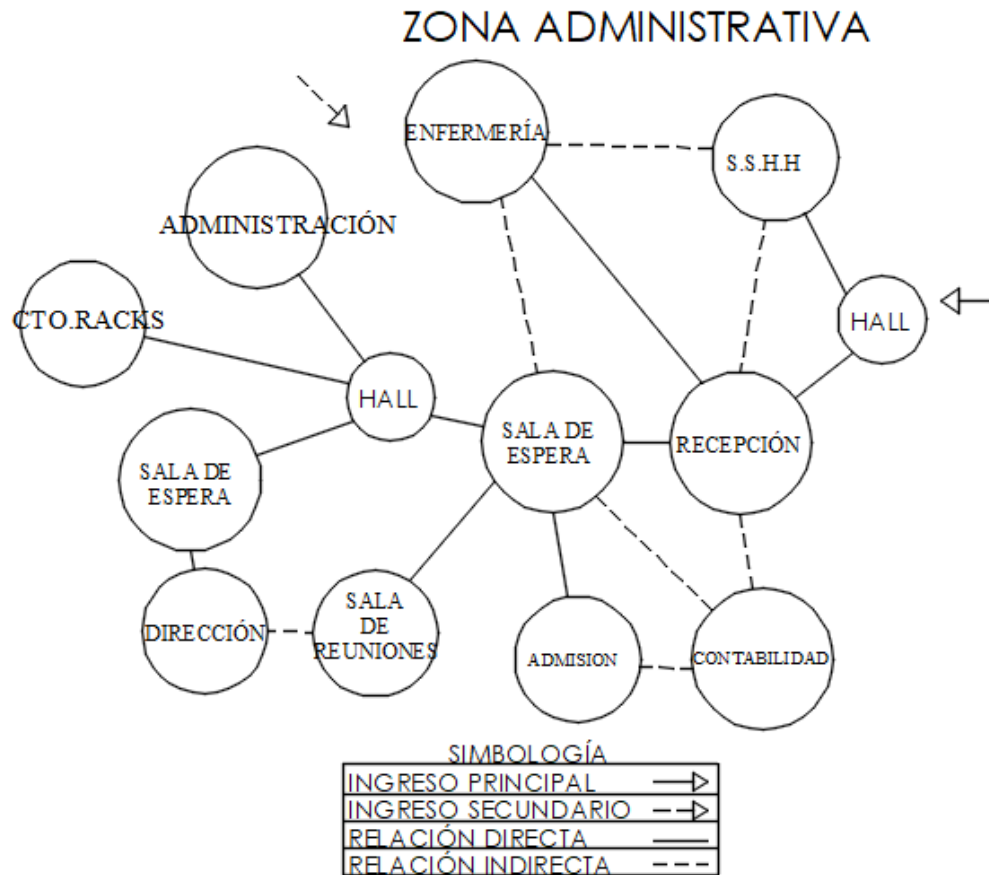 ZONA ADMINISTRATIVA
ENFERMERÍA
S.S.H.H
ADMINISTRACIÓN
CTO.RACKS
HALL
HALL
SALA DE
ESPERA
RECEPCIÓN
SALA DE
ESPERA
DIRECCIÓN
SALA
DE
REUNIONES
ADMISION
CONTABILIDAD
SIMBOLOGÍA
INGRESO PRINCIPAL
INGRESO SECUNDARIO
RELACIÓN DIRECTA
RELACIÓN INDIRECTA